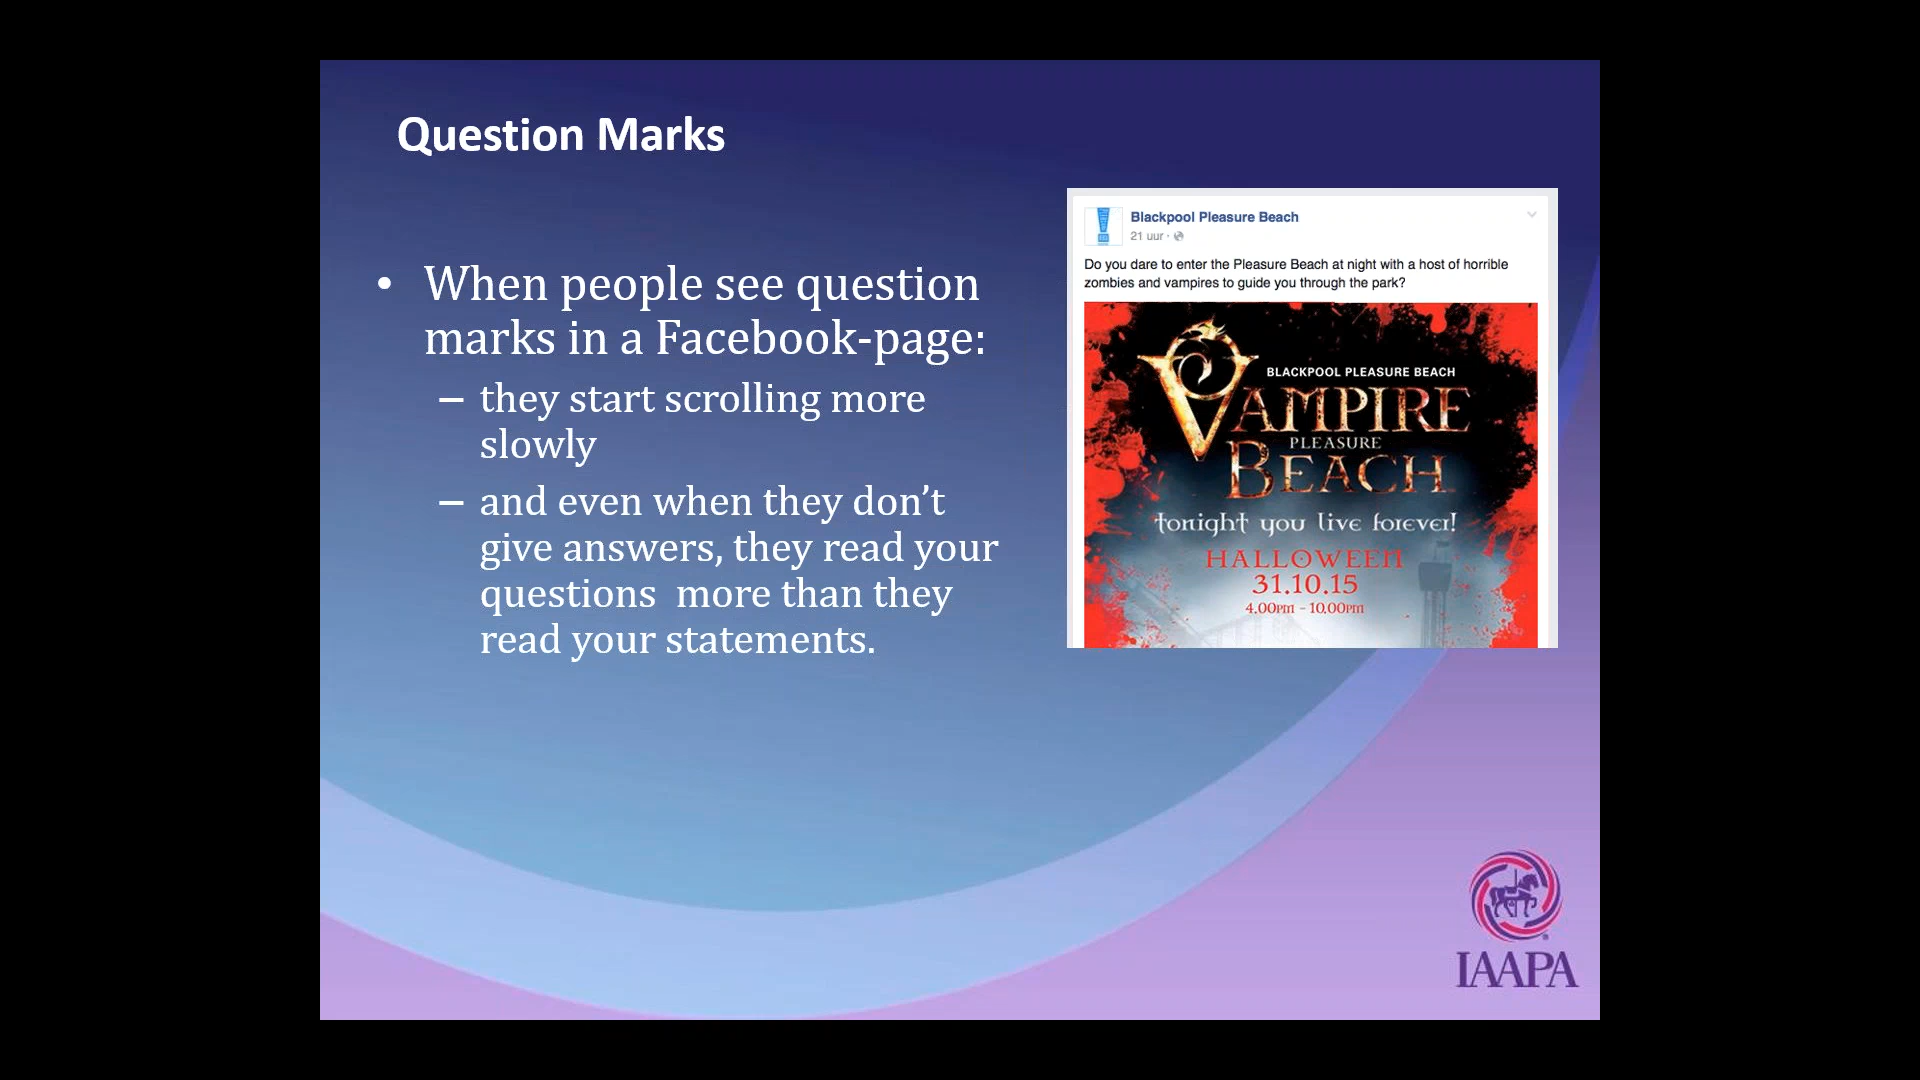 Question Marks
• When people see question
marks in a Facebook-page:
– they start scrolling more
slowly
– and even when they don’t
give answers, they read your
questions  more than they
read your statements.
Blackpool Pleasure Beach
21 uur ·
Do you dare to enter the Pleasure Beach at night with a host of horrible
zombies and vampires to guide you through the park?
BLACKPOOL PLEASURE BEACH
VAMPIRE
PLEASURE
BEACH
tonight you live forever!
HALLOWEEN
31.10.15
4.00pm - 10.00pm
IAAPA